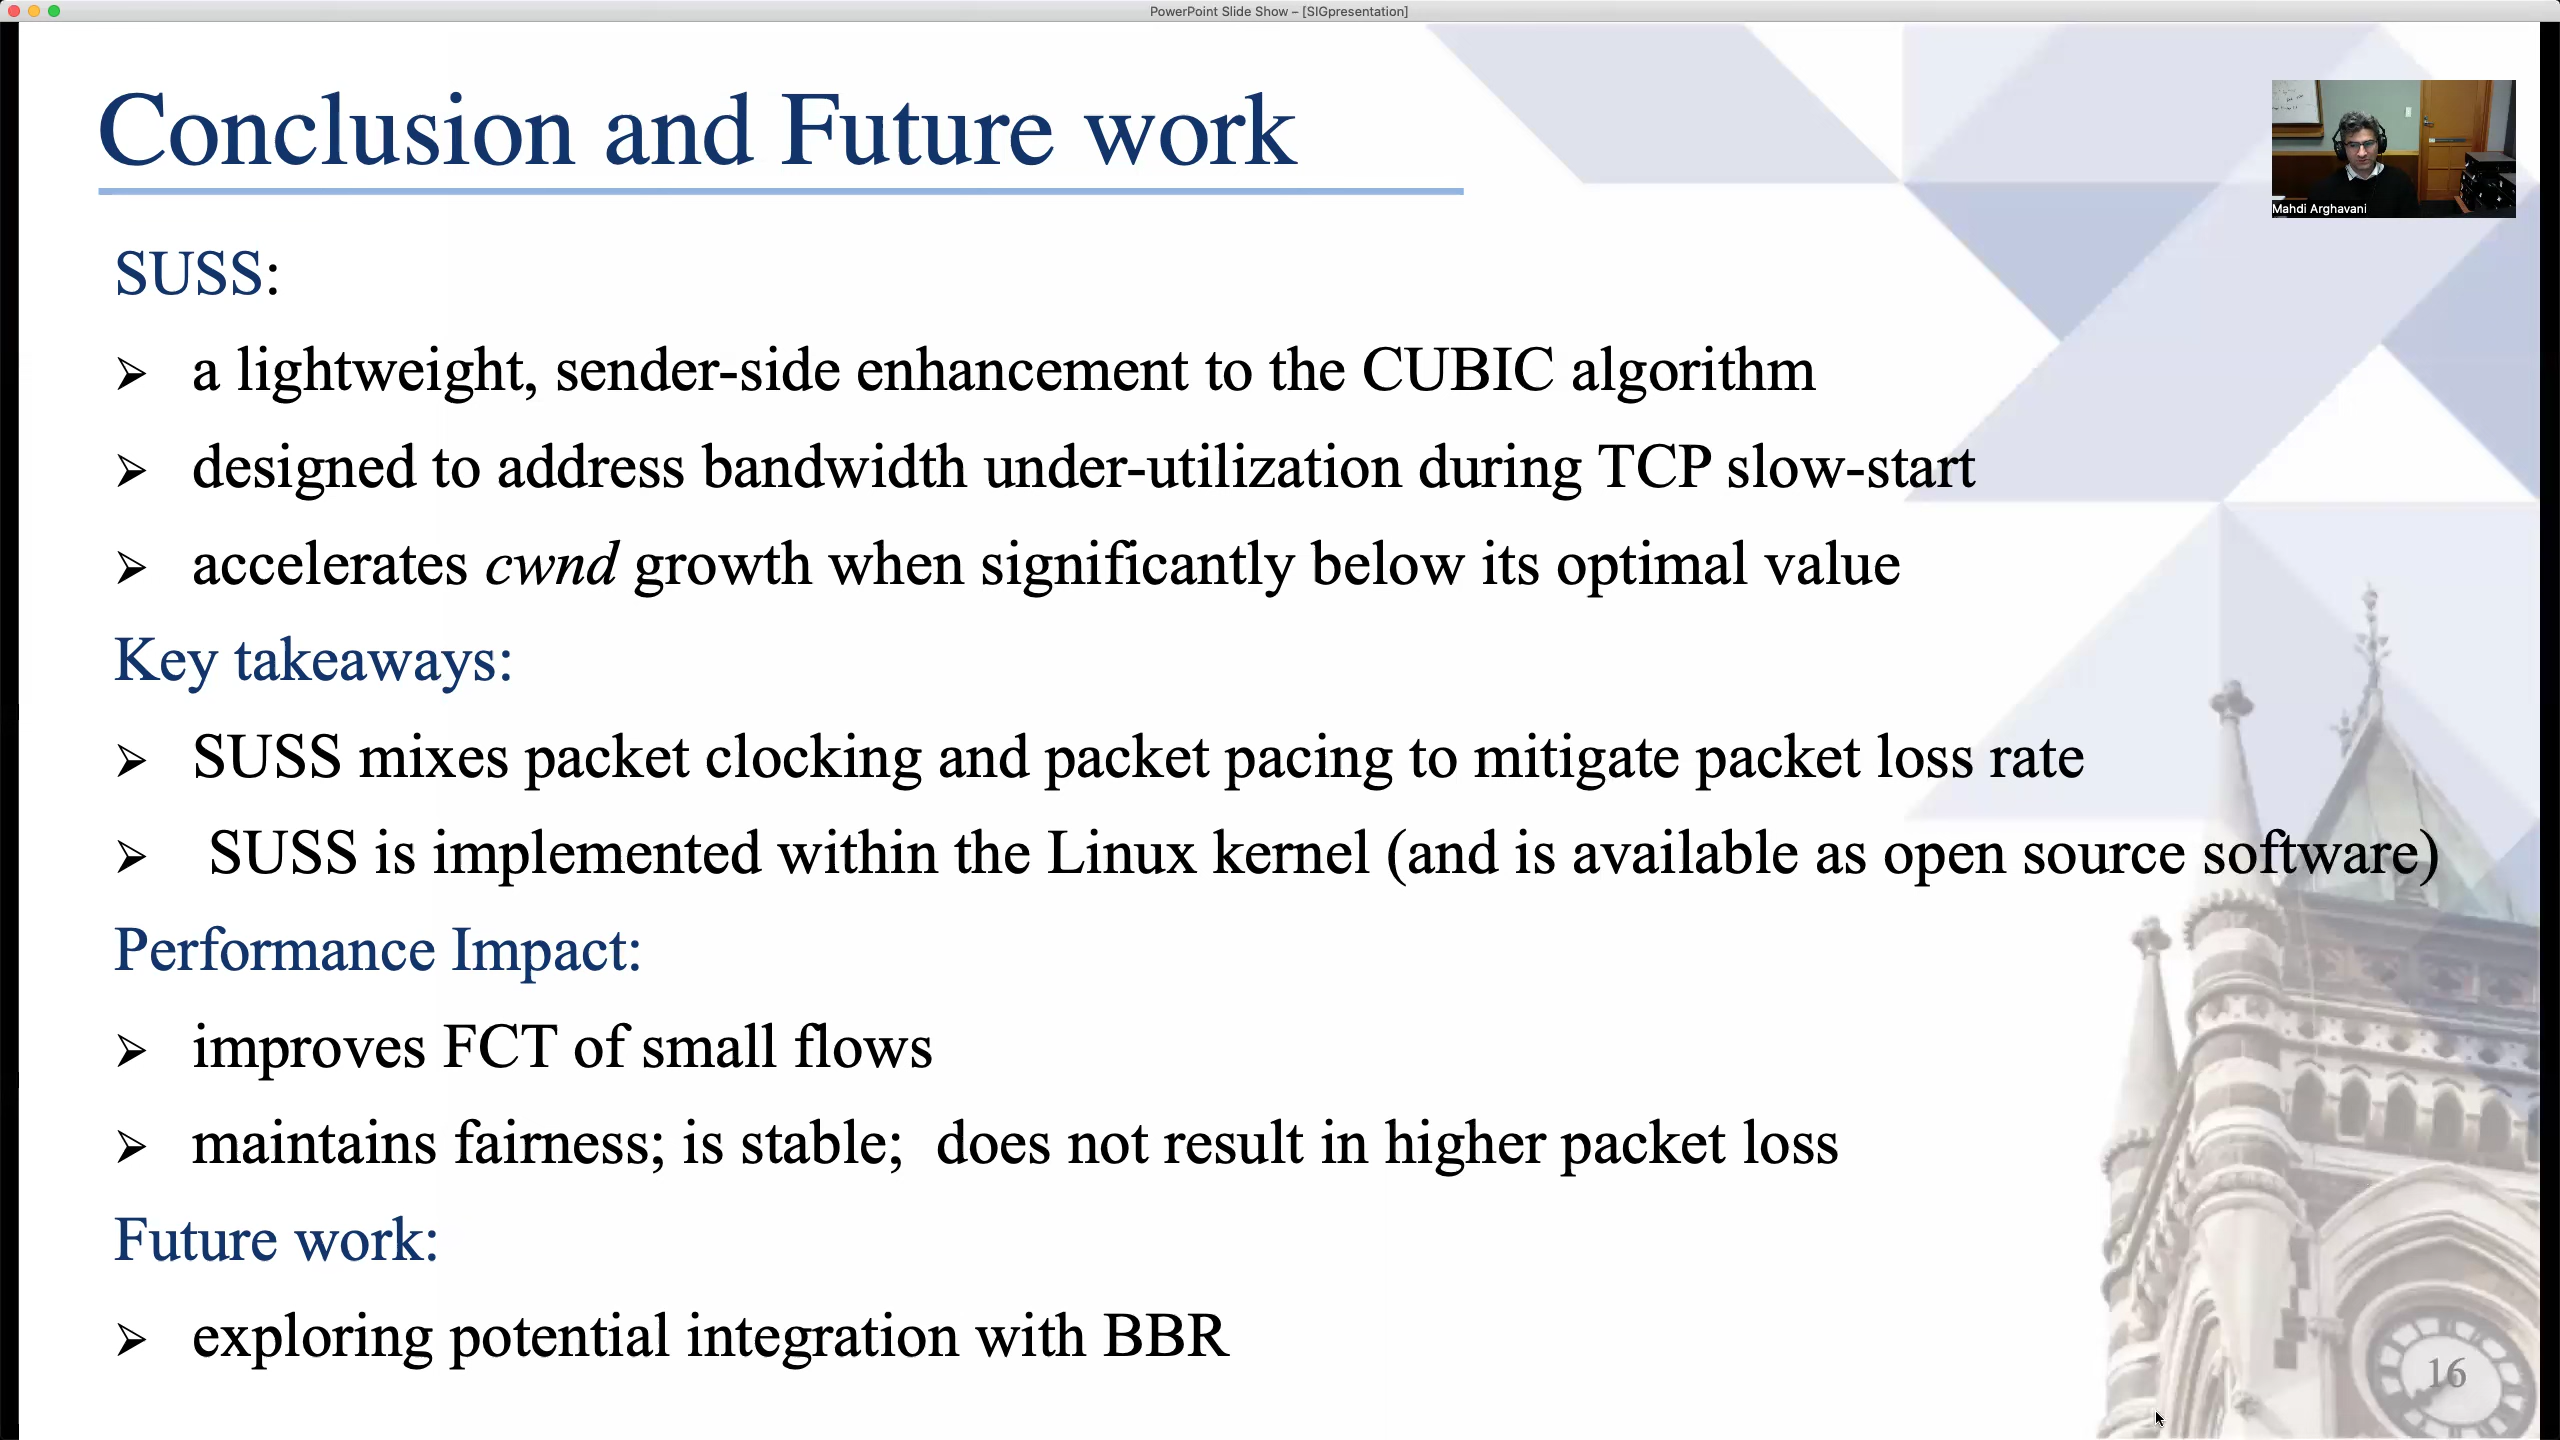 PowerPoint Slide Show – [SIGpresentation]
Conclusion and Future work
Mahdi Arghavani
SUSS:
➢ a lightweight, sender-side enhancement to the CUBIC algorithm
➢ designed to address bandwidth under-utilization during TCP slow-start
➢ accelerates cwnd growth when significantly below its optimal value
Key takeaways:
➢ SUSS mixes packet clocking and packet pacing to mitigate packet loss rate
➢ SUSS is implemented within the Linux kernel (and is available as open source software)
Performance Impact:
➢ improves FCT of small flows
➢ maintains fairness; is stable; does not result in higher packet loss
Future work:
➢ exploring potential integration with BBR
16